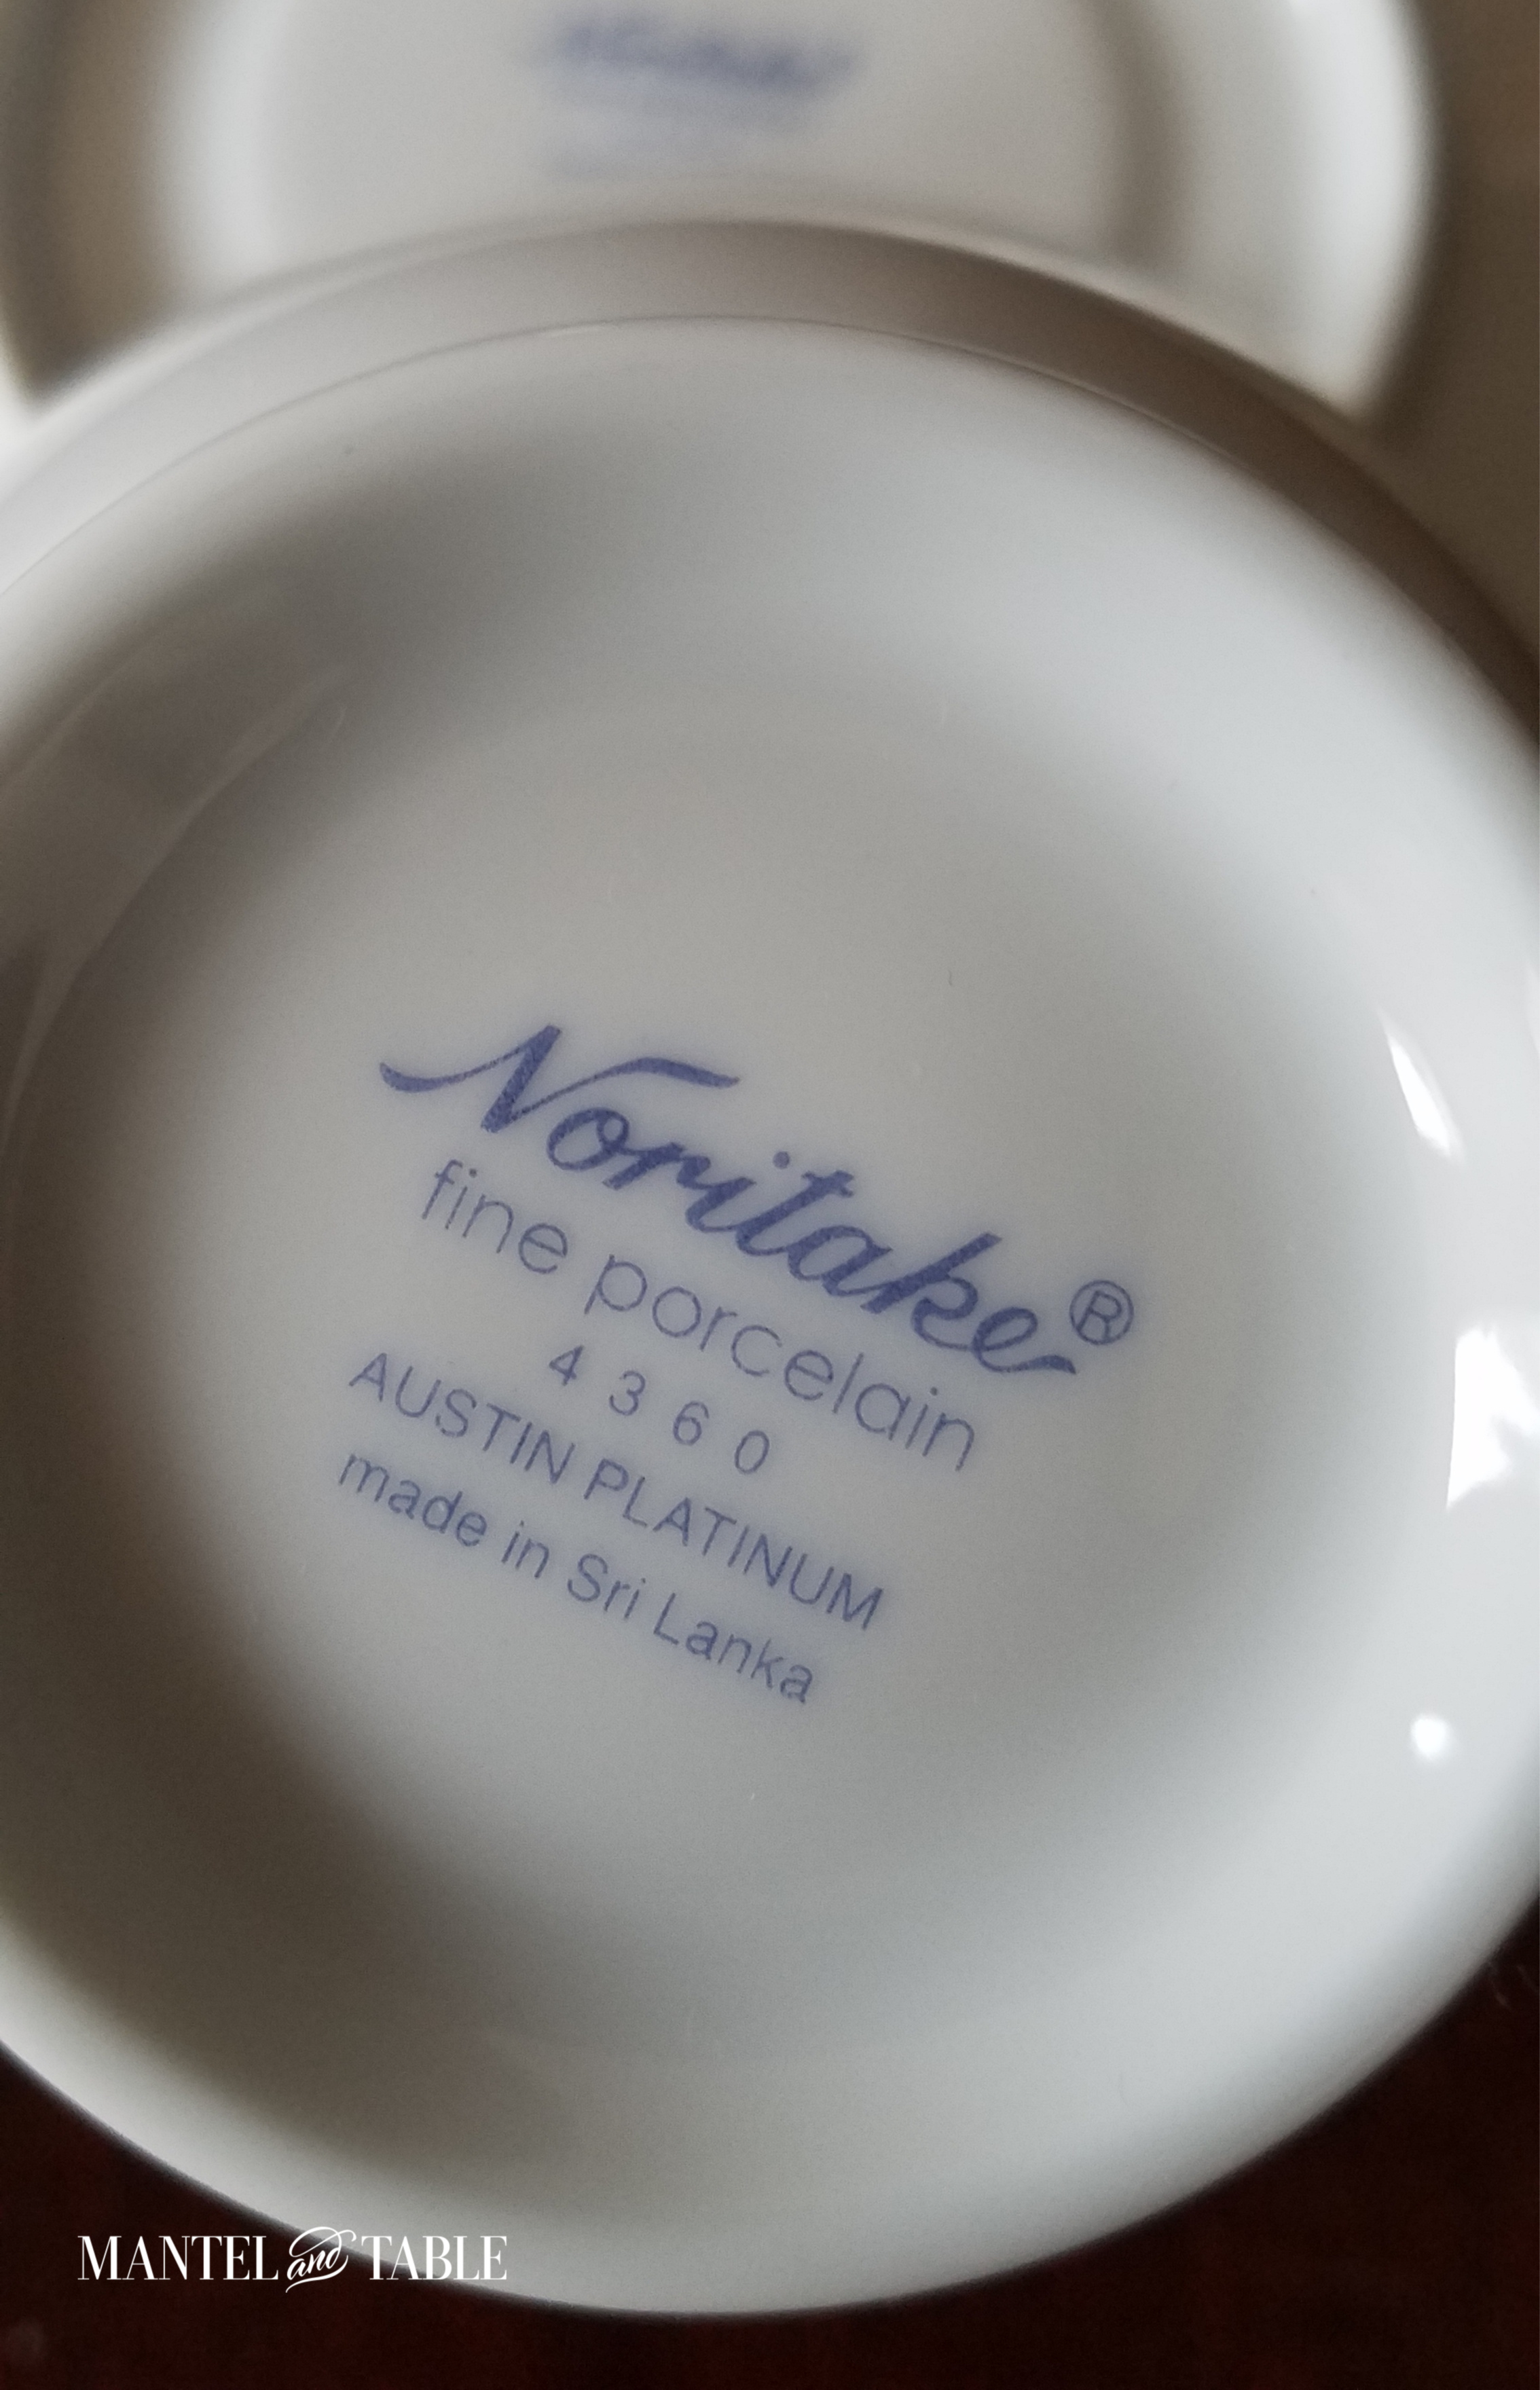 Noritake®
fine porcelain
4360
AUSTIN PLATINUM
made in Sri Lanka
MANTEL and TABLE